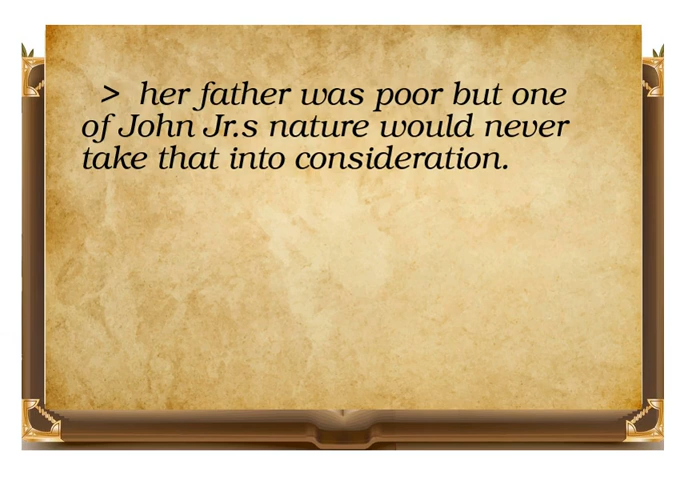 > her father was poor but one
of John Jr.s nature would never
take that into consideration.